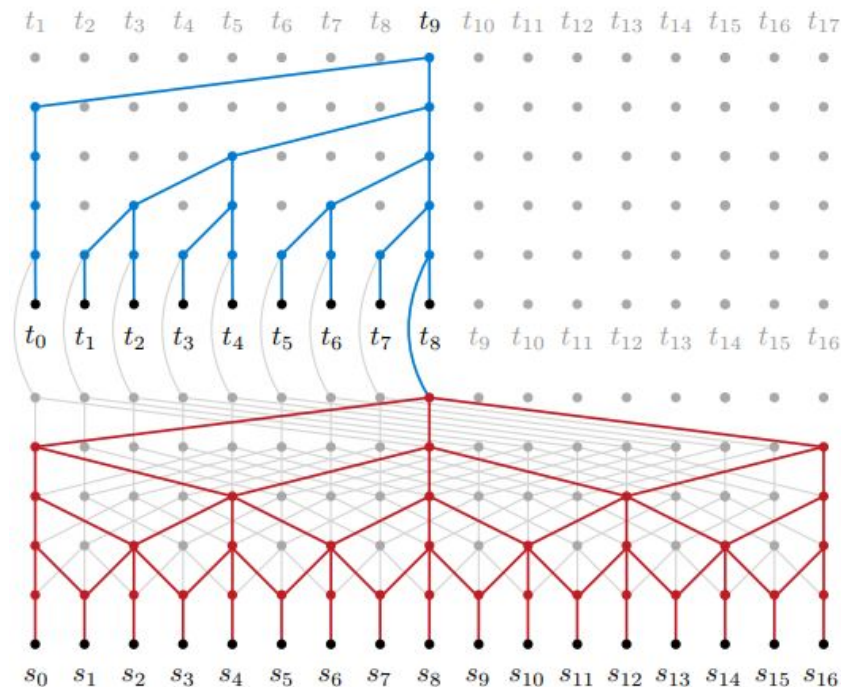 t₁ t₂ t₃ t₄ t₅ t₆ t₇ t₈ t₉ t₁₀ t₁₁ t₁₂ t₁₃ t₁₄ t₁₅ t₁₆ t₁₇
t₀ t₁ t₂ t₃ t₄ t₅ t₆ t₇ t₈ t₉ t₁₀ t₁₁ t₁₂ t₁₃ t₁₄ t₁₅ t₁₆
s₀ s₁ s₂ s₃ s₄ s₅ s₆ s₇ s₈ s₉ s₁₀ s₁₁ s₁₂ s₁₃ s₁₄ s₁₅ s₁₆